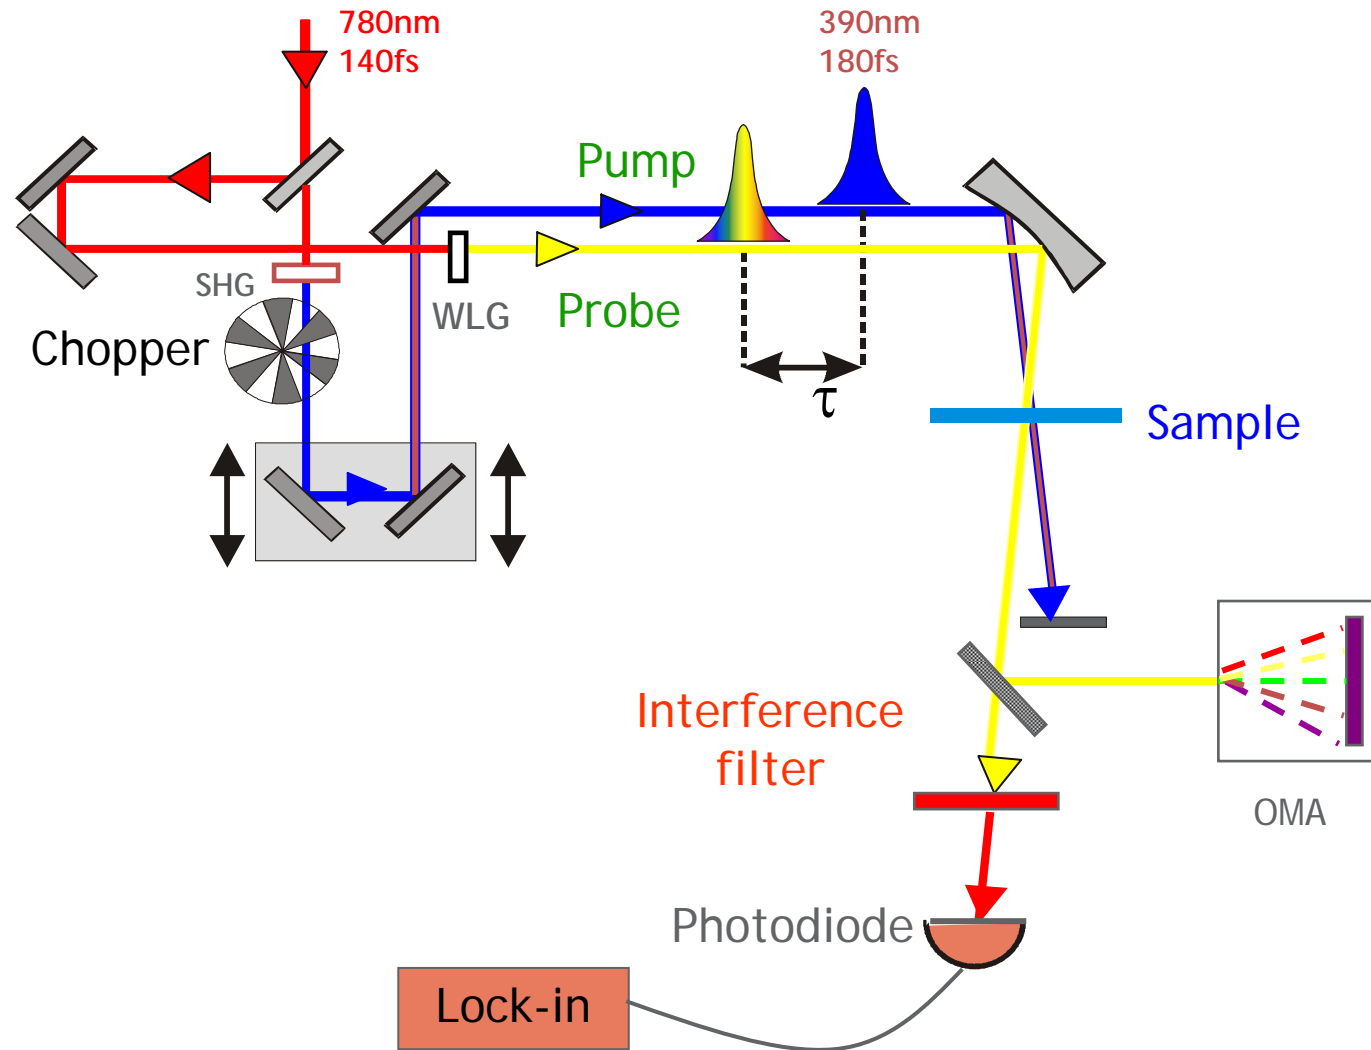 780nm
140fs
390nm
180fs
Pump
SHG
WLG
Probe
Chopper
τ
Sample
Interference
filter
OMA
Photodiode
Lock-in